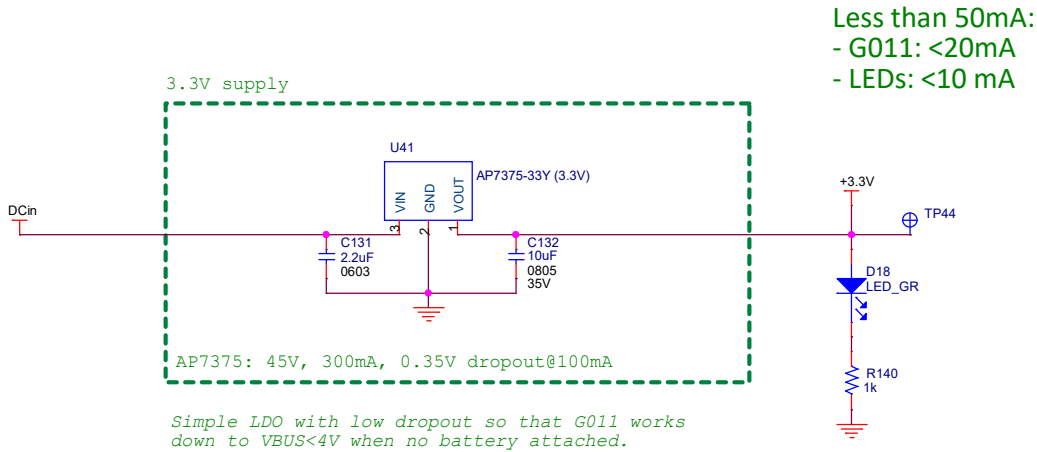 Less than 50mA:
- G011: <20mA
- LEDs: <10 mA
3.3V supply
U41
AP7375-33Y (3.3V)
VIN
GND
VOUT
3
2
1
DCin
+3.3V
TP44
C131
2.2uF
0603
C132
10uF
0805
35V
D18
LED_GR
R140
1k
AP7375: 45V, 300mA, 0.35V dropout@100mA
Simple LDO with low dropout so that G011 works
down to VBUS<4V when no battery attached.